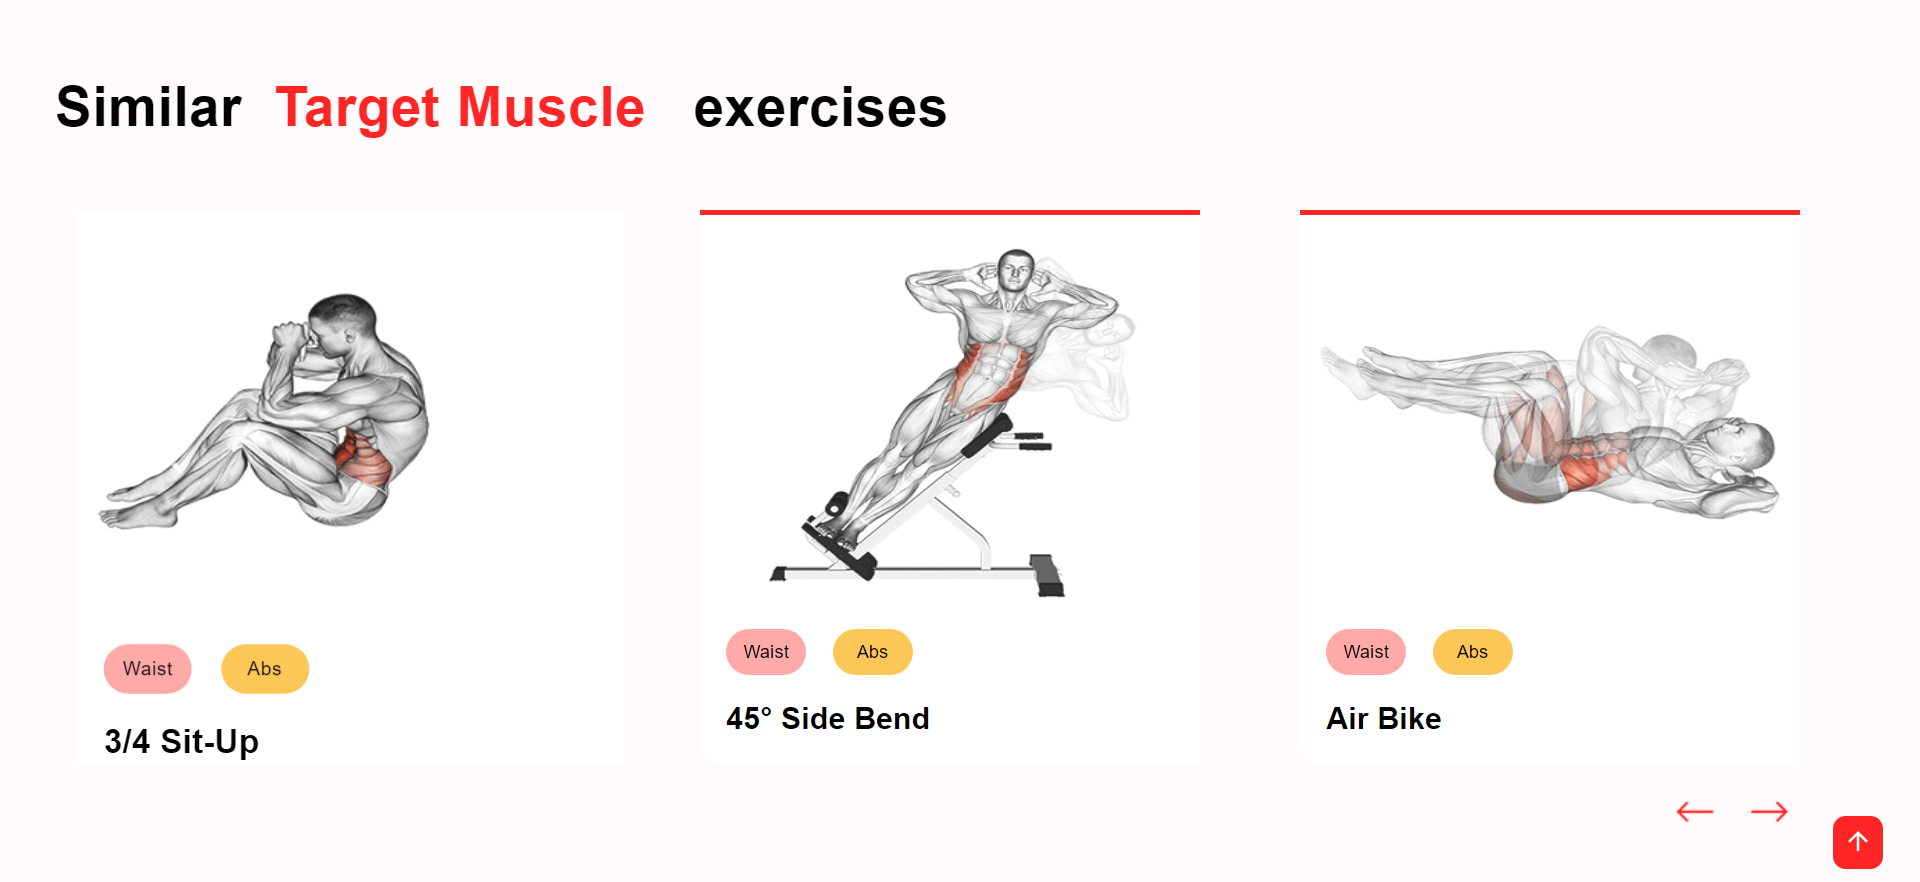 Similar Target Muscle exercises
Waist Abs
3/4 Sit-Up
Waist Abs
45° Side Bend
Waist Abs
Air Bike